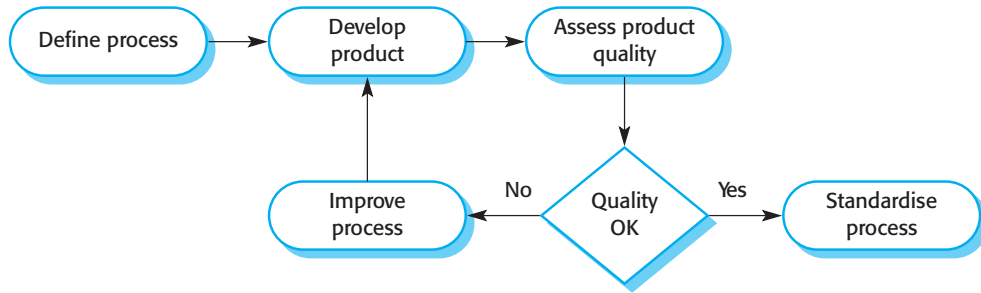 Define process
Develop
product
Assess product
quality
No
Yes
Improve
process
Quality
OK
Standardise
process